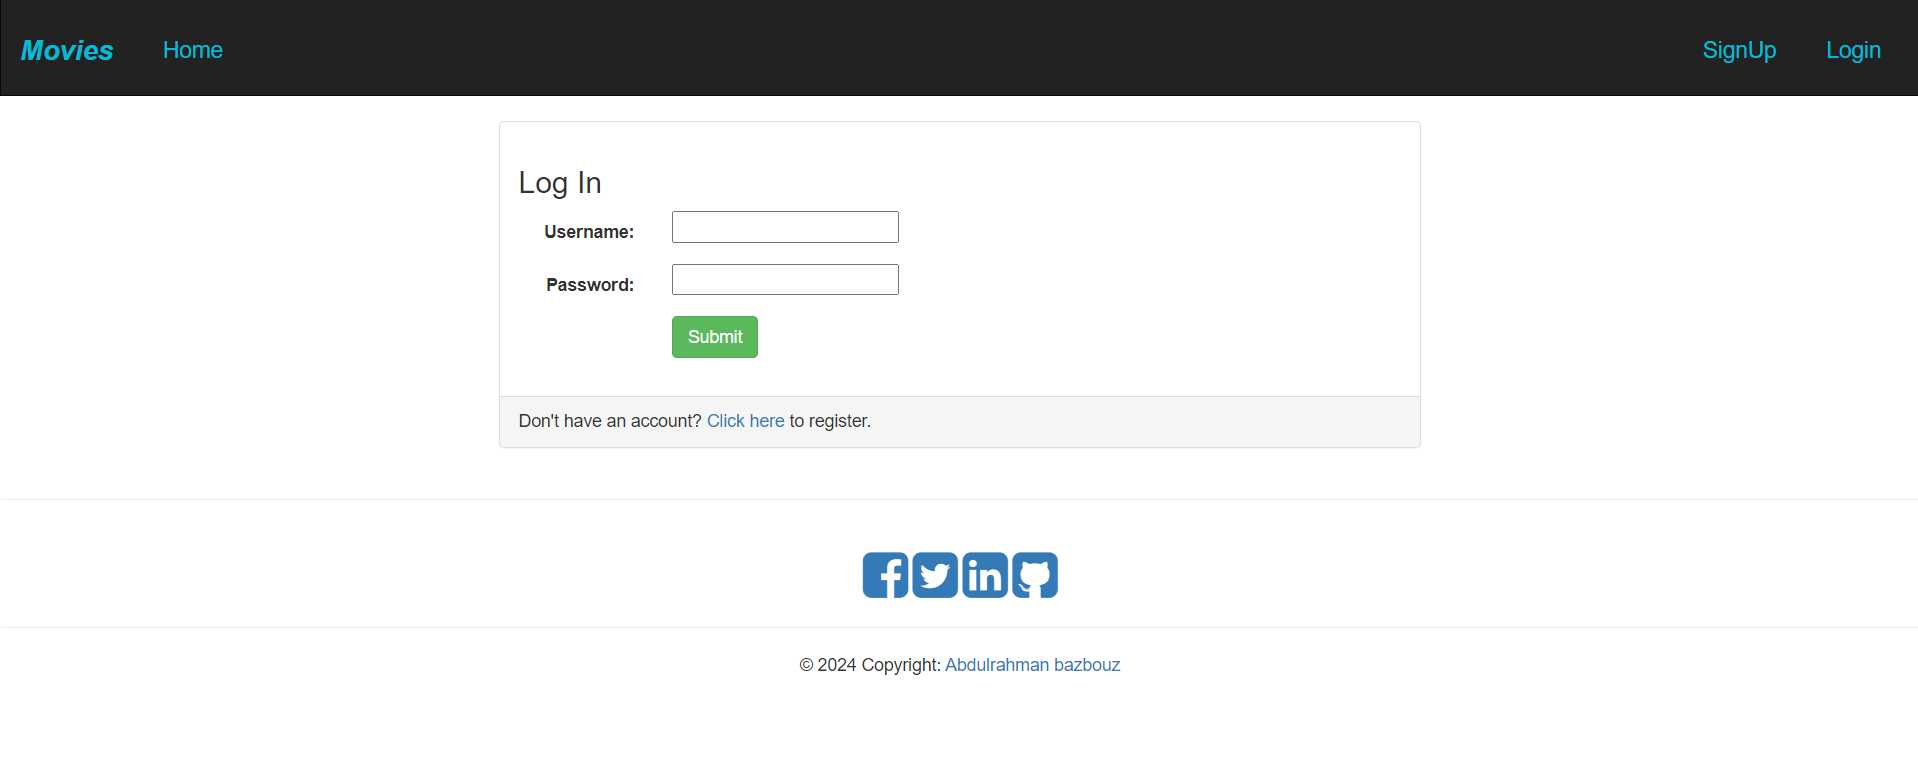 Movies Home SignUp Login
Log In
Username:
Password:
Submit
Don't have an account? Click here to register.
© 2024 Copyright: Abdulrahman bazbouz